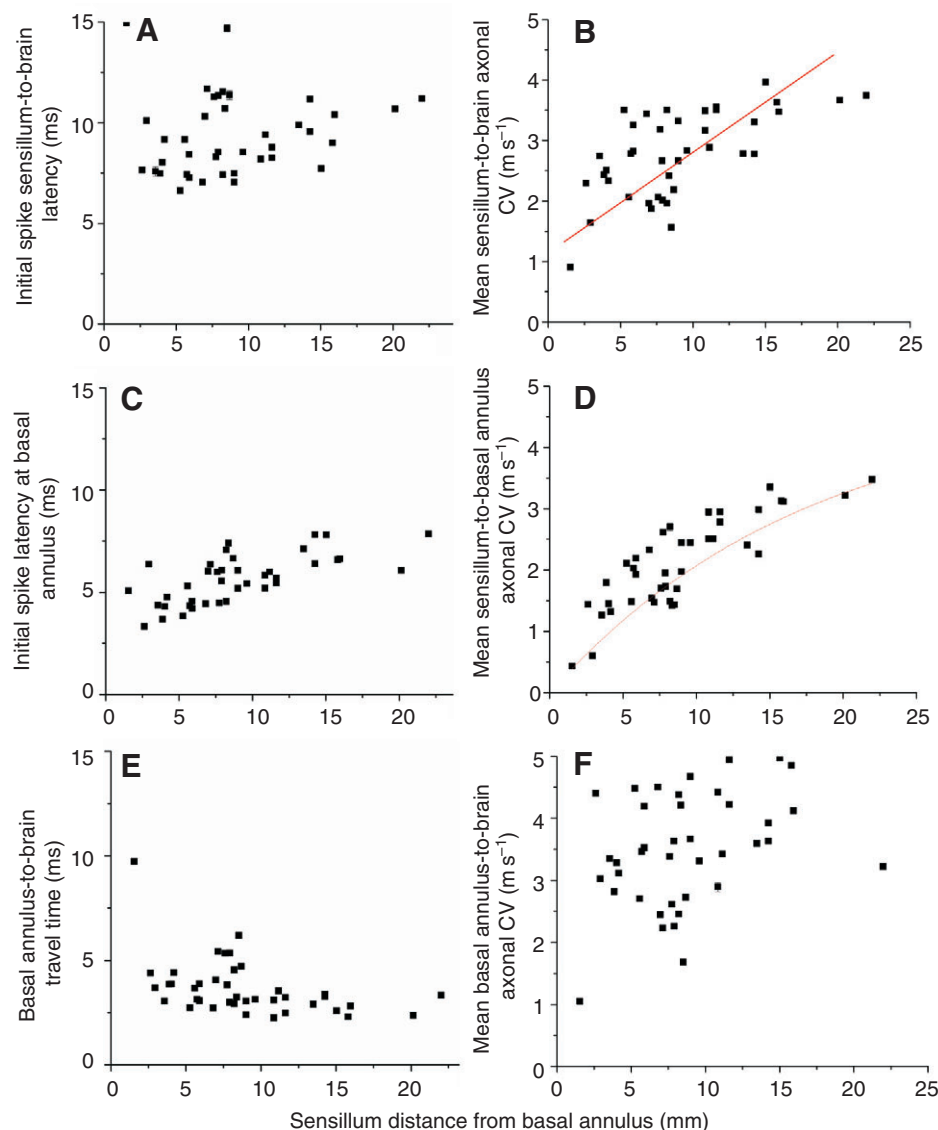 A
Initial spike sensillum-to-brain
latency (ms)
15
10
5
0
0 5 10 15 20
B
Mean sensillum-to-brain axonal
CV (m s⁻¹)
5
4
3
2
1
0
0 5 10 15 20 25
C
Initial spike latency at basal
annulus (ms)
15
10
5
0
0 5 10 15 20
D
Mean sensillum-to-basal annulus
axonal CV (m s⁻¹)
5
4
3
2
1
0
0 5 10 15 20 25
E
Basal annulus-to-brain
travel time (ms)
15
10
5
0
0 5 10 15 20
F
Mean basal annulus-to-brain
axonal CV (m s⁻¹)
5
4
3
2
1
0 5 10 15 20 25
Sensillum distance from basal annulus (mm)